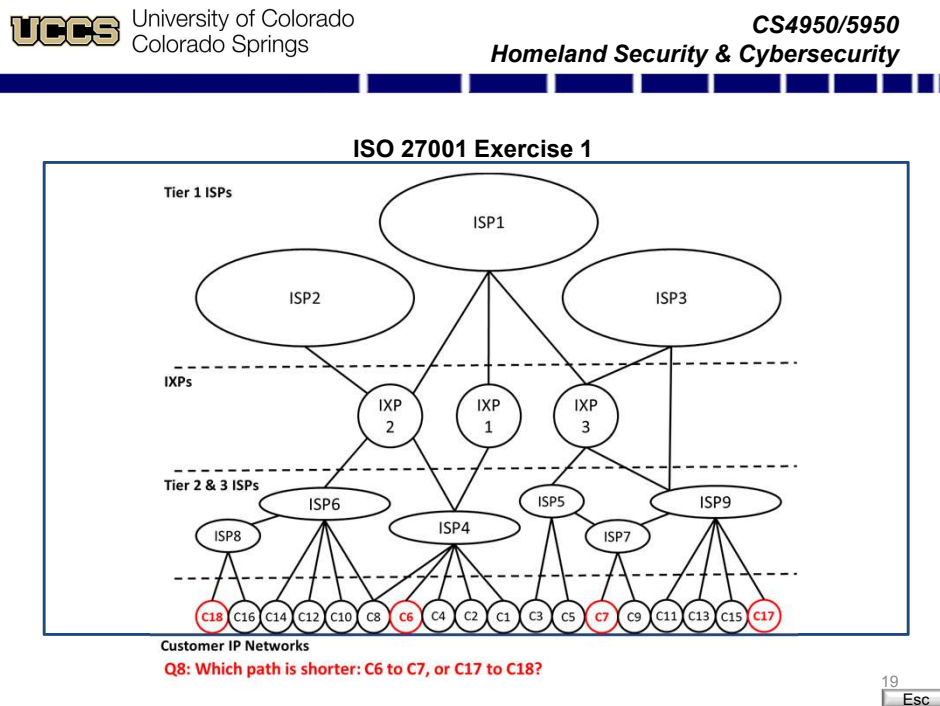 UCCS
University of Colorado
Colorado Springs
CS4950/5950
Homeland Security & Cybersecurity
ISO 27001 Exercise 1
Tier 1 ISPs
ISP1
ISP2
ISP3
IXPs
IXP
2
IXP
1
IXP
3
Tier 2 & 3 ISPs
ISP6
ISP4
ISP5
ISP9
ISP8
ISP7
C18
C16
C14
C12
C10
C8
C6
C4
C2
C1
C3
C5
C7
C9
C11
C13
C15
C17
Customer IP Networks
Q8: Which path is shorter: C6 to C7, or C17 to C18?
19
Esc